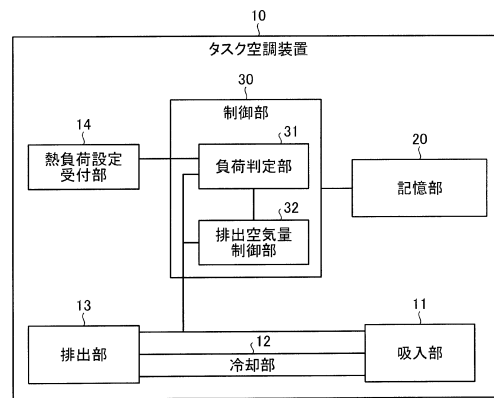 10
タスク空調装置
30
制御部
14
熱負荷設定
受付部
31
負荷判定部
20
記憶部
32
排出空気量
制御部
13
排出部
12
冷却部
11
吸入部